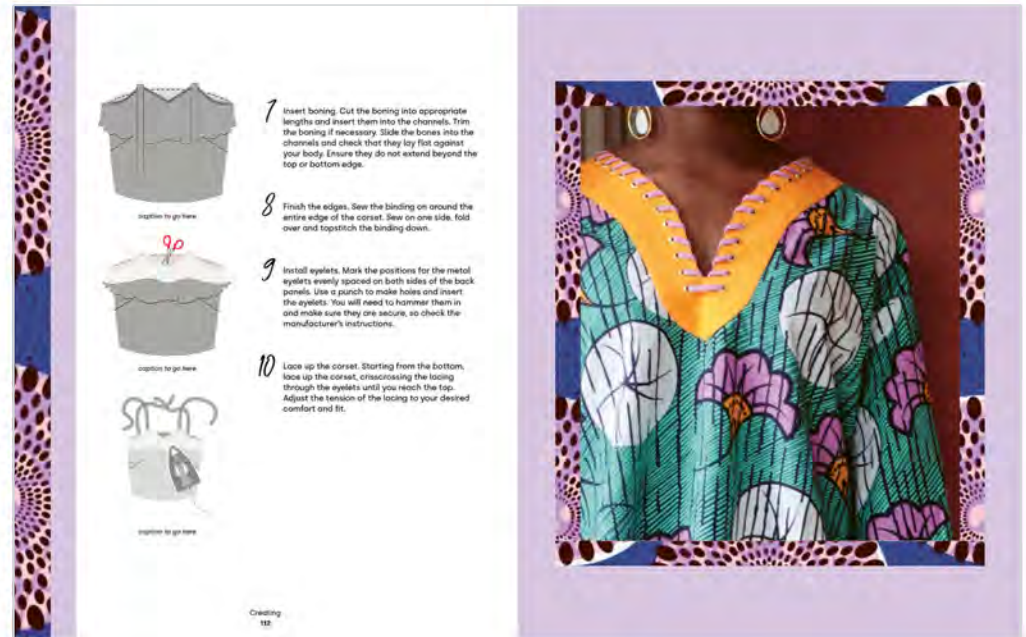 7
Insert boning. Cut the boning into appropriate
lengths and insert them into the channels. Trim
the boning if necessary. Slide the bones into the
channels and check that they lay flat against
your body. Ensure they do not extend beyond the
top or bottom edge.
8
Finish the edges. Sew the binding on around the
entire edge of the corset. Sew on one side, fold
over and topstitch the binding down.
9
Install eyelets. Mark the positions for the metal
eyelets evenly spaced on both sides of the back
panels. Use a punch to make holes and insert
the eyelets. You will need to hammer them in
and make sure they are secure, so check the
manufacturer's instructions.
10
Lace up the corset. Starting from the bottom,
lace up the corset, crisscrossing the lacing
through the eyelets until you reach the top.
Adjust the tension of the lacing to your desired
comfort and fit.
caption to go here
caption to go here
caption to go here
Creating